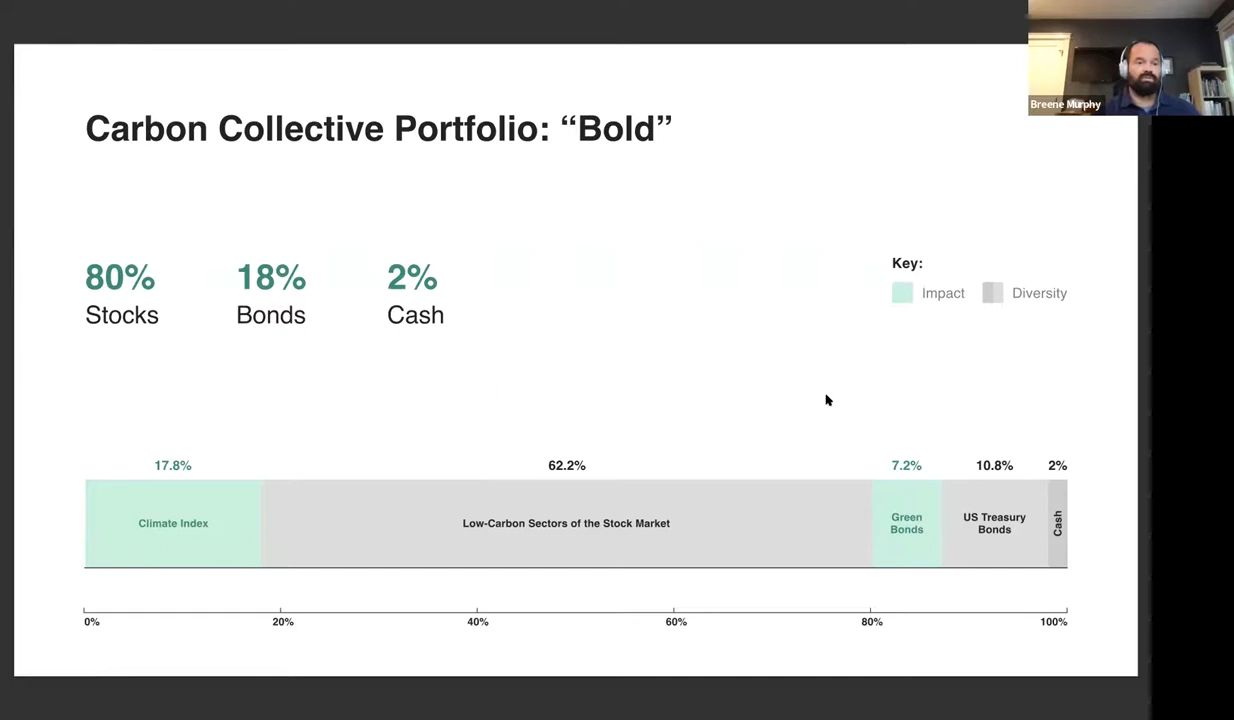 Breene Murphy
Carbon Collective Portfolio: “Bold”
80% 18% 2%
Stocks Bonds Cash
Key:
Impact Diversity
17.8% 62.2% 7.2% 10.8% 2%
Climate Index
Low-Carbon Sectors of the Stock Market
Green
Bonds
US Treasury
Bonds
Cash
0% 20% 40% 60% 80% 100%